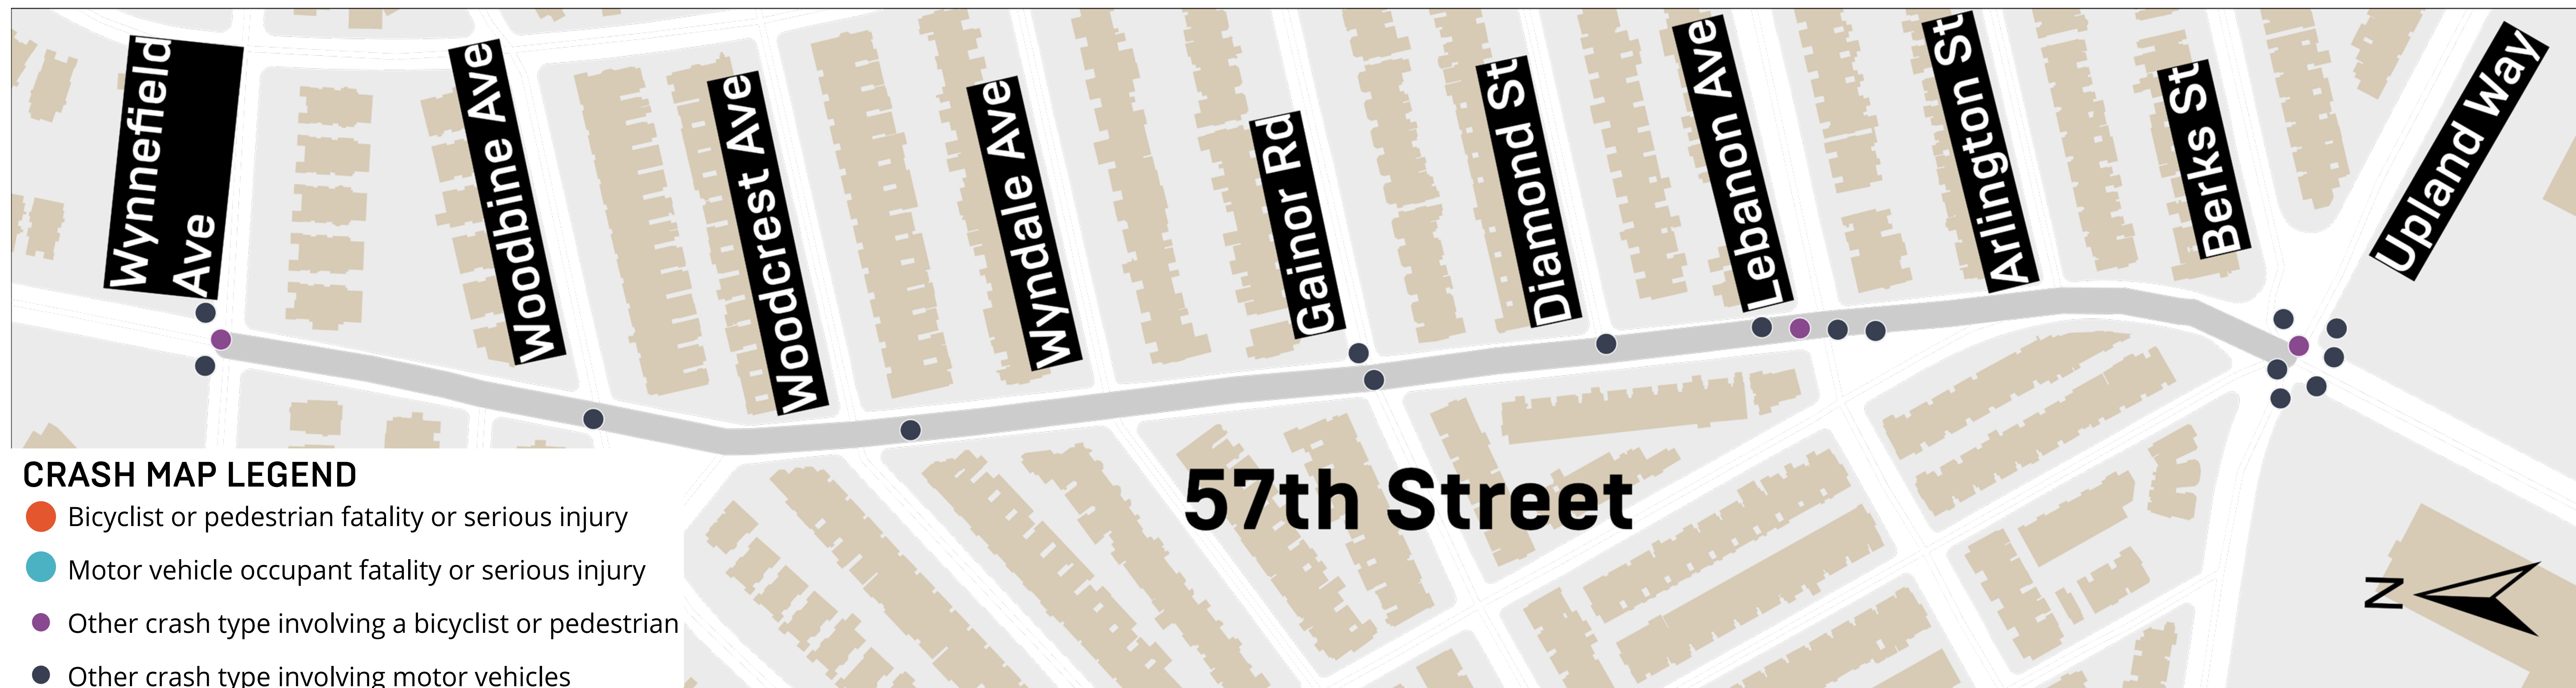 Wynnefield
Ave
Woodbine Ave
Woodcrest Ave
Wyndale Ave
Gainor Rd
Diamond St
Lebanon Ave
Arlington St
Berks St
Upland Way
57th Street
CRASH MAP LEGEND
Bicyclist or pedestrian fatality or serious injury
Motor vehicle occupant fatality or serious injury
Other crash type involving a bicyclist or pedestrian
Other crash type involving motor vehicles
N